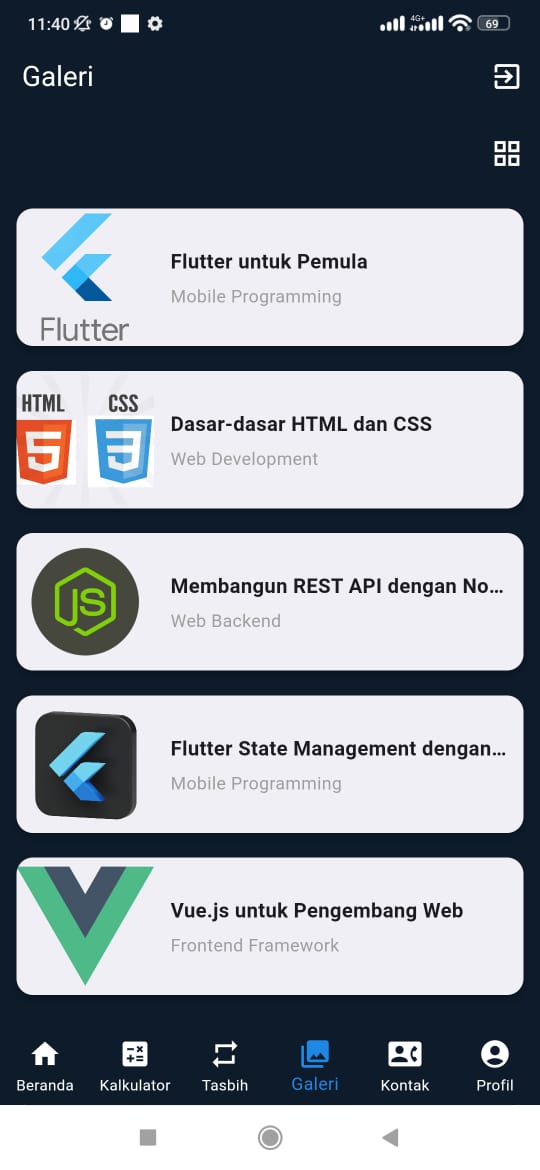 11:40
4G+
69
Galeri
Flutter
Flutter untuk Pemula
Mobile Programming
HTML CSS
5 3
Dasar-dasar HTML dan CSS
Web Development
JS
Membangun REST API dengan No...
Web Backend
Flutter State Management dengan...
Mobile Programming
Vue.js untuk Pengembang Web
Frontend Framework
Beranda Kalkulator Tasbih Galeri Kontak Profil